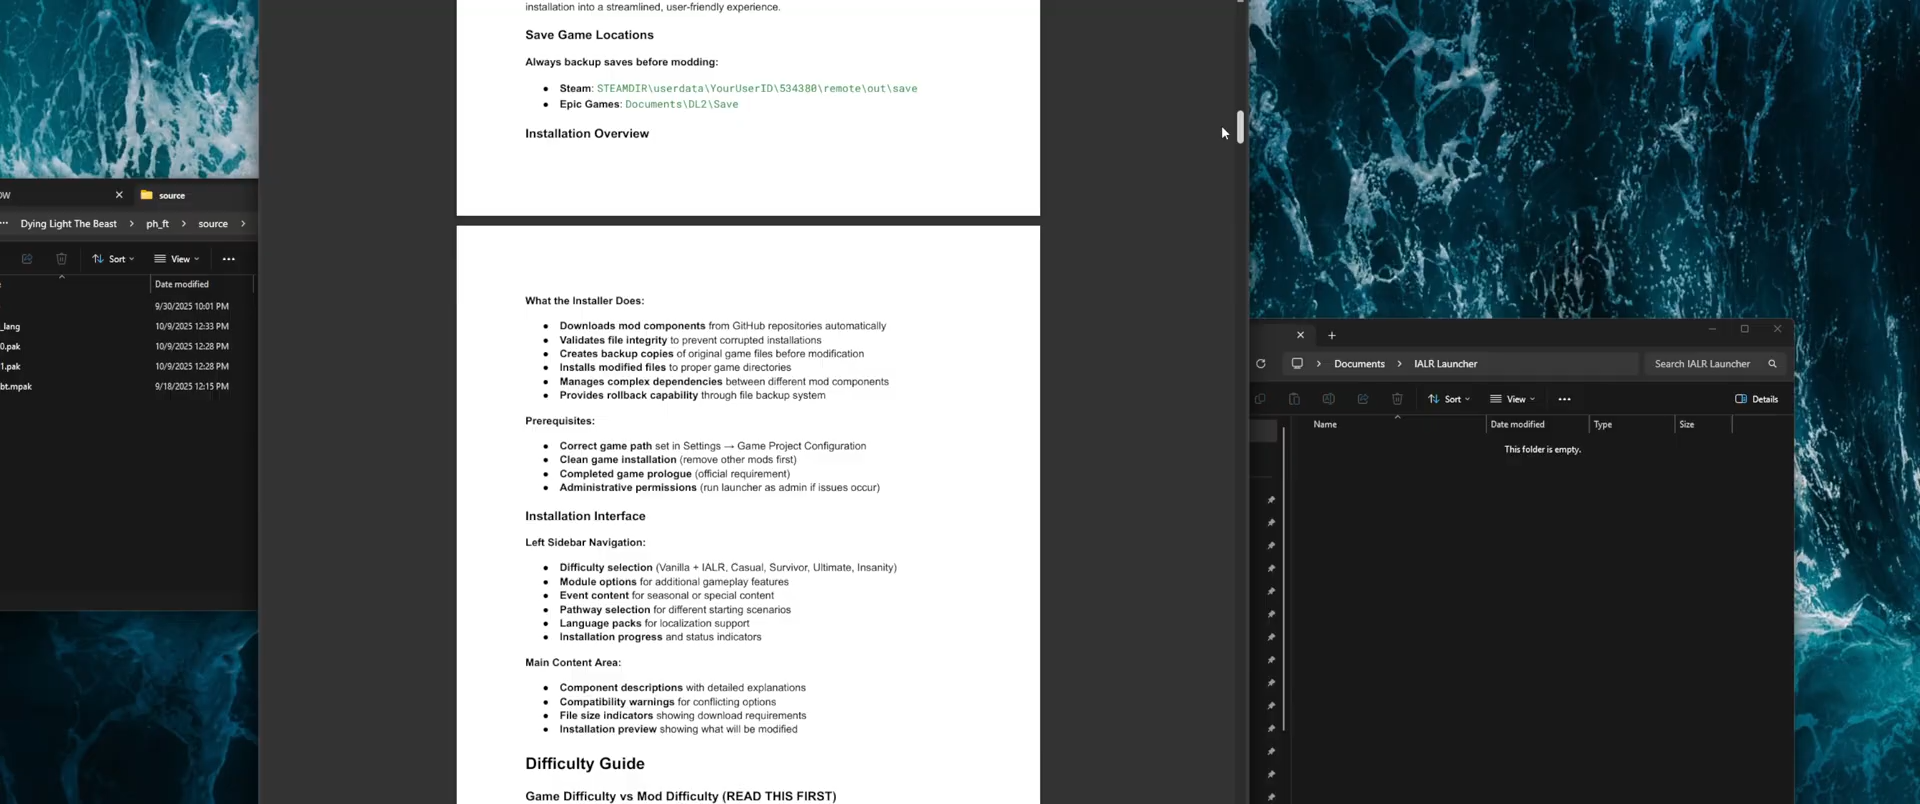 installation into a streamlined, user-friendly experience.
Save Game Locations
Always backup saves before modding:
● Steam: STEAMDIR\userdata\YourUserID\534380\remote\out\save
● Epic Games: Documents\DL2\Save
Installation Overview
What the Installer Does:
● Downloads mod components from GitHub repositories automatically
● Validates file integrity to prevent corrupted installations
● Creates backup copies of original game files before modification
● Installs modified files to proper game directories
● Manages complex dependencies between different mod components
● Provides rollback capability through file backup system
Prerequisites:
● Correct game path set in Settings → Game Project Configuration
● Clean game installation (remove other mods first)
● Completed game prologue (official requirement)
● Administrative permissions (run launcher as admin if issues occur)
Installation Interface
Left Sidebar Navigation:
● Difficulty selection (Vanilla + IALR, Casual, Survivor, Ultimate, Insanity)
● Module options for additional gameplay features
● Event content for seasonal or special content
● Pathway selection for different starting scenarios
● Language packs for localization support
● Installation progress and status indicators
Main Content Area:
● Component descriptions with detailed explanations
● Compatibility warnings for conflicting options
● File size indicators showing download requirements
● Installation preview showing what will be modified
Difficulty Guide
Game Difficulty vs Mod Difficulty (READ THIS FIRST)
OW
source
Dying Light The Beast > ph_ft > source >
Sort View
Date modified
9/30/2025 10:01 PM
_lang 10/9/2025 12:33 PM
0.pak 10/9/2025 12:28 PM
1.pak 10/9/2025 12:28 PM
bt.mpak 9/18/2025 12:15 PM
Documents > IALR Launcher
Search IALR Launcher
Sort View Details
Name Date modified Type Size
This folder is empty.